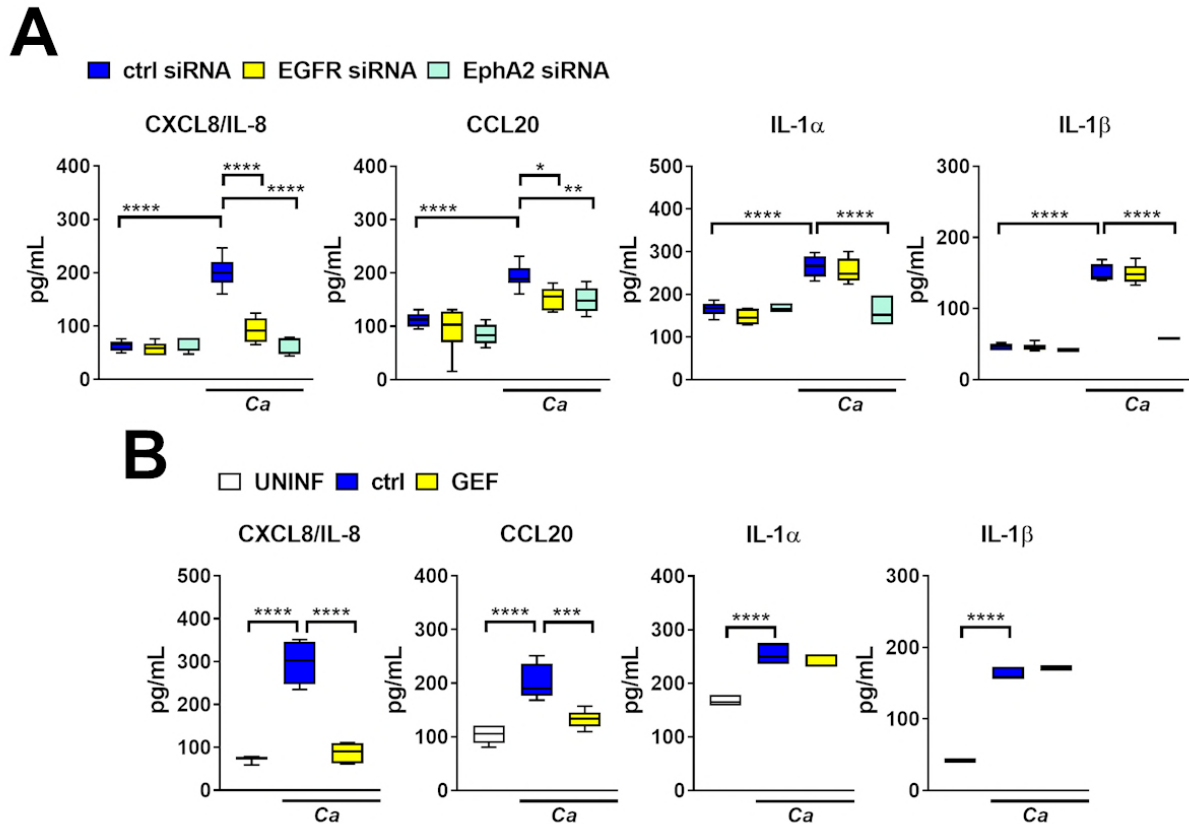 A
ctrl siRNA EGFR siRNA EphA2 siRNA
CXCL8/IL-8 CCL20 IL-1α IL-1β
400 400 500 300
300 300 400 200
200 200 300 100
100 100 200 0
0 0 100
0
pg/mL pg/mL pg/mL pg/mL
**** **** ****
**** * **
**** ****
**** ****
Ca Ca Ca Ca
B
UNINF ctrl GEF
CXCL8/IL-8 CCL20 IL-1α IL-1β
500 400 400 300
400 300 300 200
300 200 200 100
200 100 100 0
100 0 0
0
pg/mL pg/mL pg/mL pg/mL
**** **** **** *** **** ****
Ca Ca Ca Ca